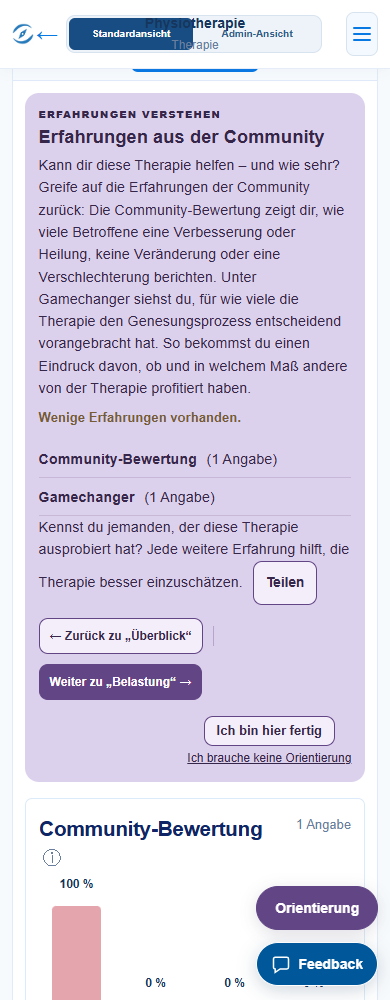 Physiotherapie
Standardansicht
Admin-Ansicht
Therapie
ERFAHRUNGEN VERSTEHEN
Erfahrungen aus der Community
Kann dir diese Therapie helfen – und wie sehr?
Greife auf die Erfahrungen der Community
zurück: Die Community-Bewertung zeigt dir, wie
viele Betroffene eine Verbesserung oder
Heilung, keine Veränderung oder eine
Verschlechterung berichten. Unter
Gamechanger siehst du, für wie viele die
Therapie den Genesungsprozess entscheidend
vorangebracht hat. So bekommst du einen
Eindruck davon, ob und in welchem Maß andere
von der Therapie profitiert haben.
Wenige Erfahrungen vorhanden.
Community-Bewertung (1 Angabe)
Gamechanger (1 Angabe)
Kennst du jemanden, der diese Therapie
ausprobiert hat? Jede weitere Erfahrung hilft, die
Therapie besser einzuschätzen. Teilen
← Zurück zu „Überblick“
Weiter zu „Belastung“ →
Ich bin hier fertig
Ich brauche keine Orientierung
Community-Bewertung 1 Angabe
100 %
Orientierung
Feedback
0 % 0 %